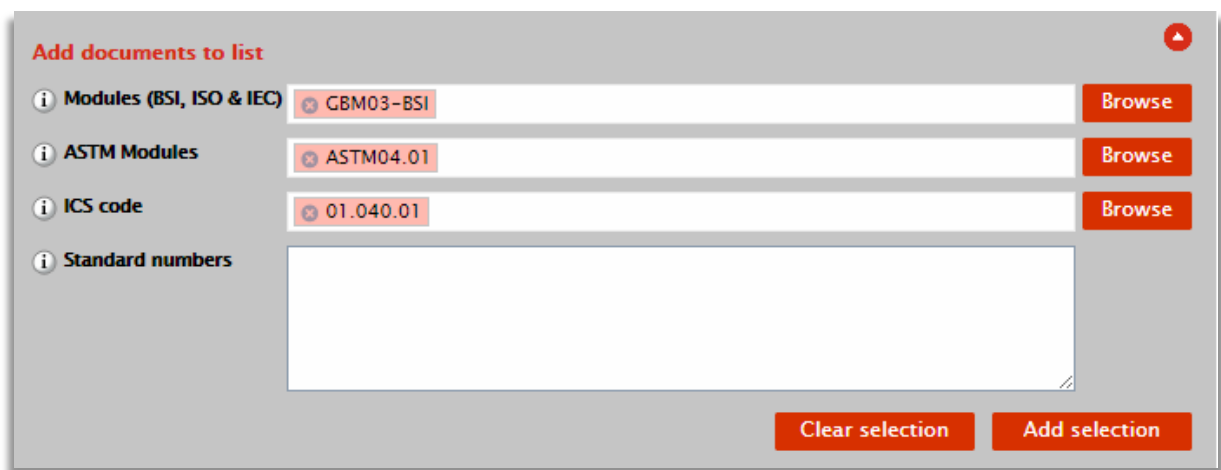 Add documents to list
i Modules (BSI, ISO & IEC) GBM03-BSI Browse
i ASTM Modules ASTM04.01 Browse
i ICS code 01.040.01 Browse
i Standard numbers
Clear selection Add selection